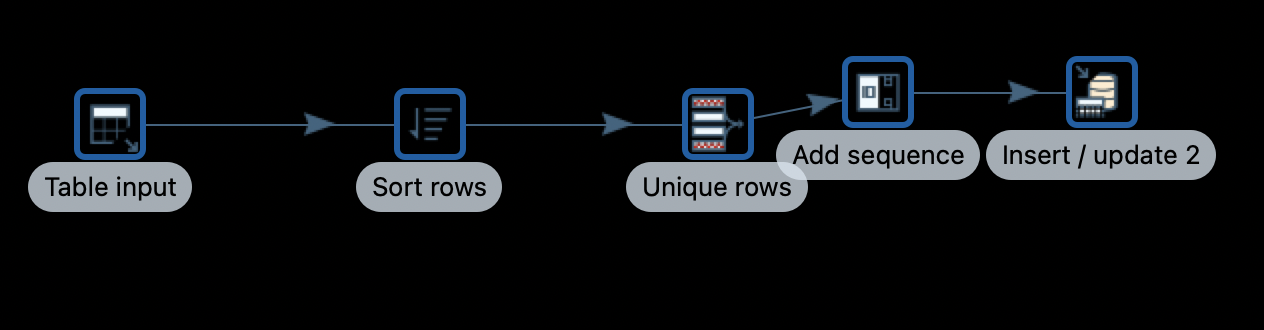 Table input
Sort rows
Unique rows
Add sequence
Insert / update 2